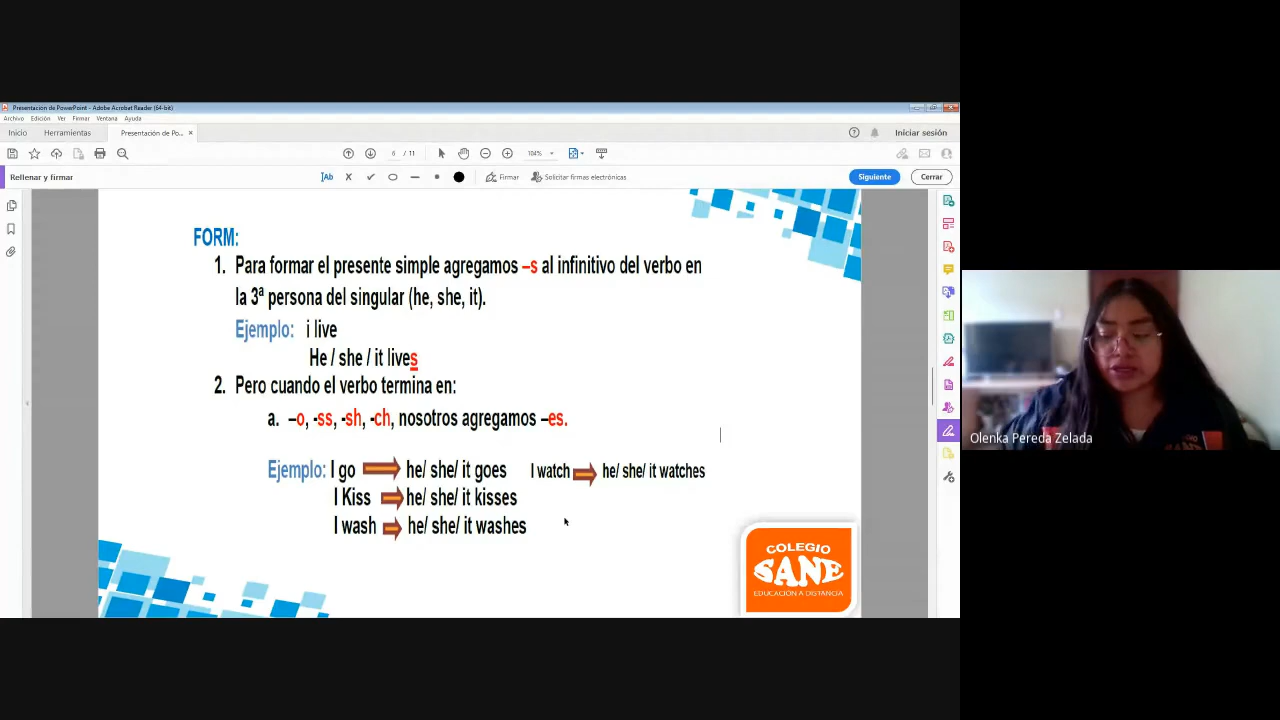 Presentación de PowerPoint - Adobe Acrobat Reader (64-bit)
Archivo Edición Ver Firmar Ventana Ayuda
Inicio Herramientas Presentación de Po... × Iniciar sesión
6 / 11 104%
Rellenar y firmar Ab Firmar Solicitar firmas electrónicas Siguiente Cerrar
FORM:
1. Para formar el presente simple agregamos –s al infinitivo del verbo en
la 3ª persona del singular (he, she, it).
Ejemplo: i live
He / she / it lives
2. Pero cuando el verbo termina en:
a. –o, -ss, -sh, -ch, nosotros agregamos –es.
Ejemplo: I go he/ she/ it goes I watch he/ she/ it watches
I Kiss he/ she/ it kisses
I wash he/ she/ it washes
COLEGIO
SANE
EDUCACIÓN A DISTANCIA
Olenka Pereda Zelada